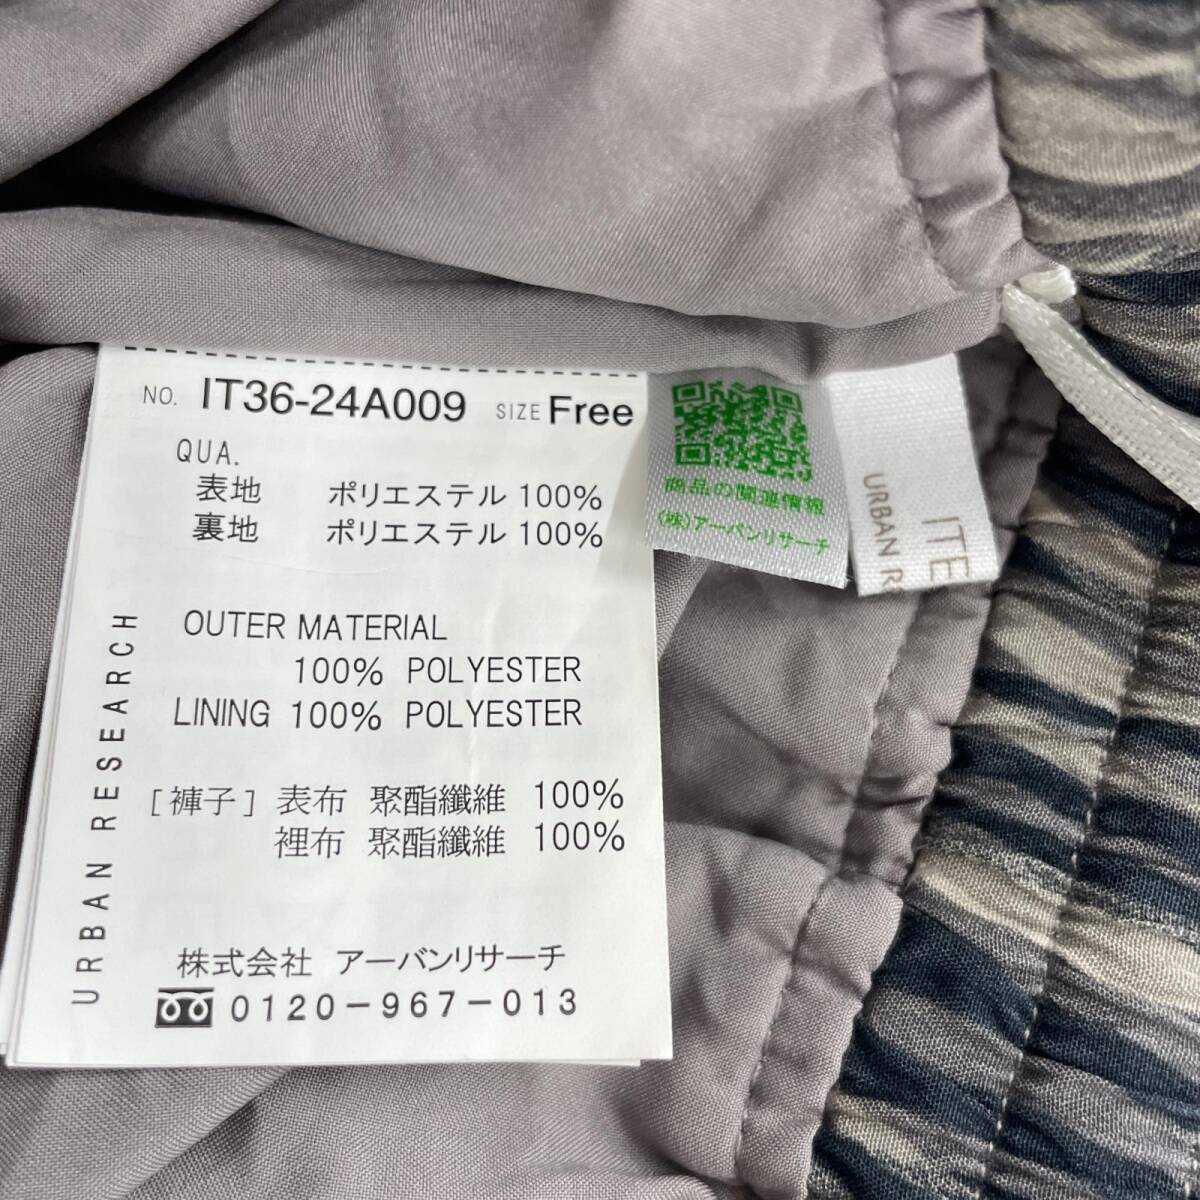 NO. IT36-24A009 SIZE Free
QUA.
表地 ポリエステル 100%
裏地 ポリエステル 100%
OUTER MATERIAL
100% POLYESTER
LINING 100% POLYESTER
[褲子] 表布 聚酯纖維 100%
裡布 聚酯纖維 100%
株式会社 アーバンリサーチ
0120-967-013
URBAN RESEARCH
商品の関連情報
(株)アーバンリサーチ
ITE
URBAN R